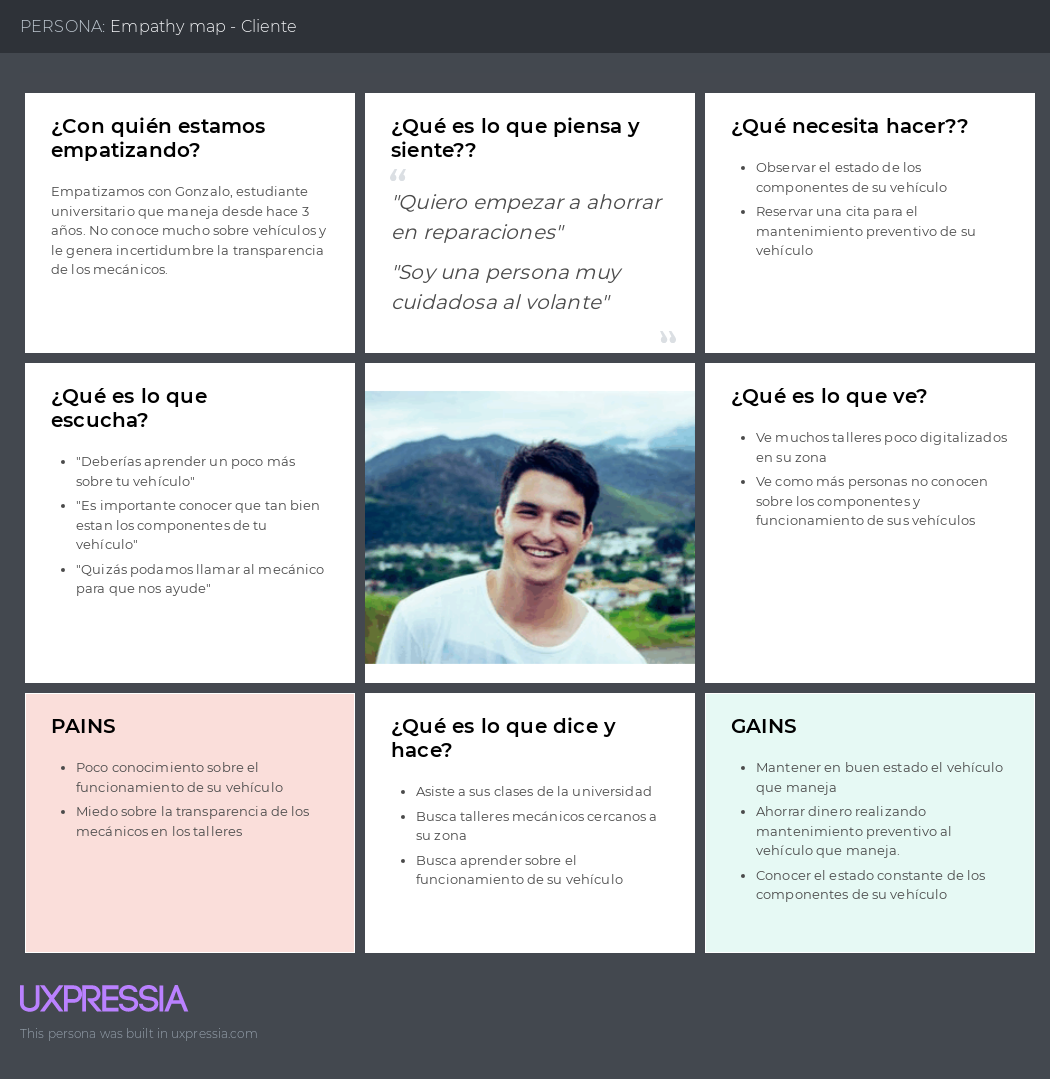 PERSONA: Empathy map - Cliente
¿Con quién estamos
empatizando?
Empatizamos con Gonzalo, estudiante
universitario que maneja desde hace 3
años. No conoce mucho sobre vehículos y
le genera incertidumbre la transparencia
de los mecánicos.
¿Qué es lo que piensa y
siente??
“
"Quiero empezar a ahorrar
en reparaciones"
"Soy una persona muy
cuidadosa al volante"
”
¿Qué necesita hacer??
• Observar el estado de los
componentes de su vehículo
• Reservar una cita para el
mantenimiento preventivo de su
vehículo
¿Qué es lo que
escucha?
• "Deberías aprender un poco más
sobre tu vehículo"
• "Es importante conocer que tan bien
estan los componentes de tu
vehículo"
• "Quizás podamos llamar al mecánico
para que nos ayude"
¿Qué es lo que ve?
• Ve muchos talleres poco digitalizados
en su zona
• Ve como más personas no conocen
sobre los componentes y
funcionamiento de sus vehículos
PAINS
• Poco conocimiento sobre el
funcionamiento de su vehículo
• Miedo sobre la transparencia de los
mecánicos en los talleres
¿Qué es lo que dice y
hace?
• Asiste a sus clases de la universidad
• Busca talleres mecánicos cercanos a
su zona
• Busca aprender sobre el
funcionamiento de su vehículo
GAINS
• Mantener en buen estado el vehículo
que maneja
• Ahorrar dinero realizando
mantenimiento preventivo al
vehículo que maneja.
• Conocer el estado constante de los
componentes de su vehículo
UXPRESSIA
This persona was built in uxpressia.com